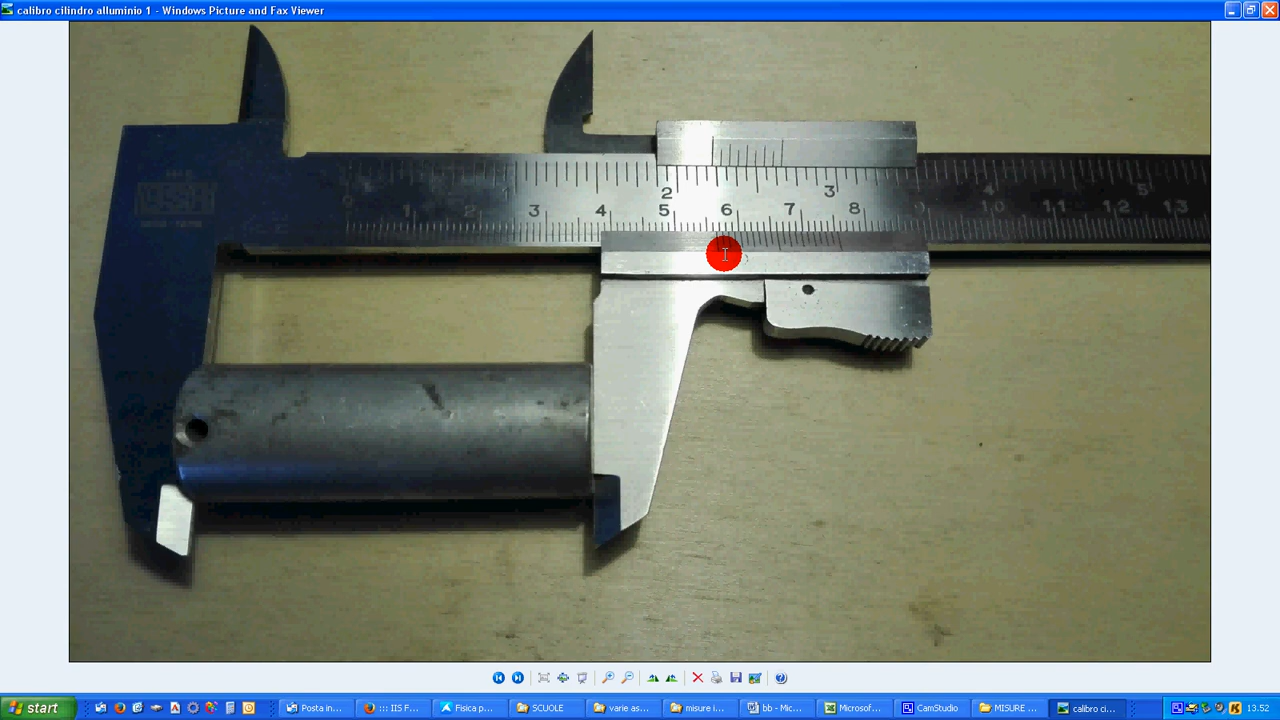 calibro cilindro alluminio 1 - Windows Picture and Fax Viewer
0 2 3 4 5
1 2 3 4 5 6 7 8 9 10 11 12 13
start Posta in... ::: IIS F... Fisica p... SCUOLE varie as... misure i... bb - Mic... Microsof... CamStudio MISURE ... calibro ci... 13.52